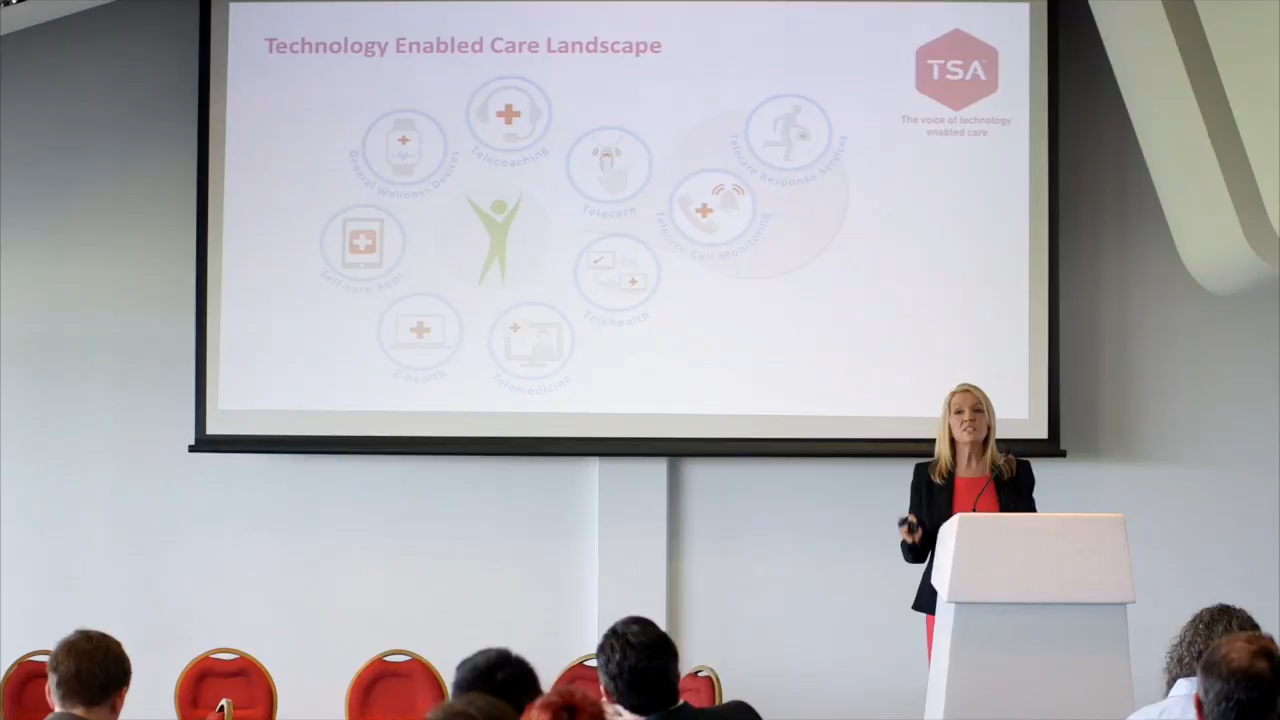 Technology Enabled Care Landscape
TSA
The voice of technology
enabled care
General Wellness Devices
Telecoaching
Telecare
Telecare Response Services
Telecare Call Monitoring
Self-care Apps
Telehealth
E-health
Telemedicine